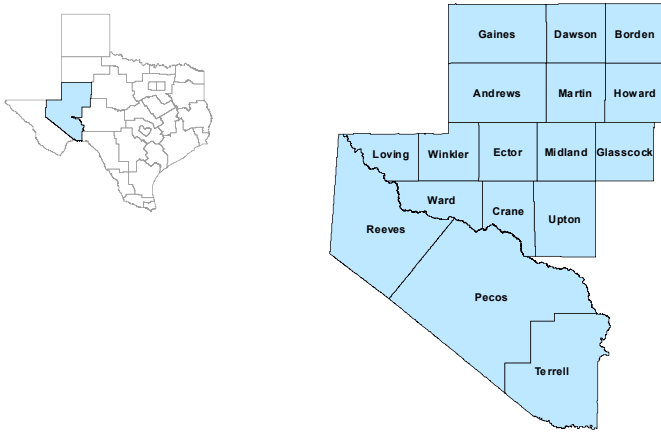 Gaines Dawson Borden
Andrews Martin Howard
Loving Winkler Ector Midland Glasscock
Ward Crane Upton
Reeves
Pecos
Terrell